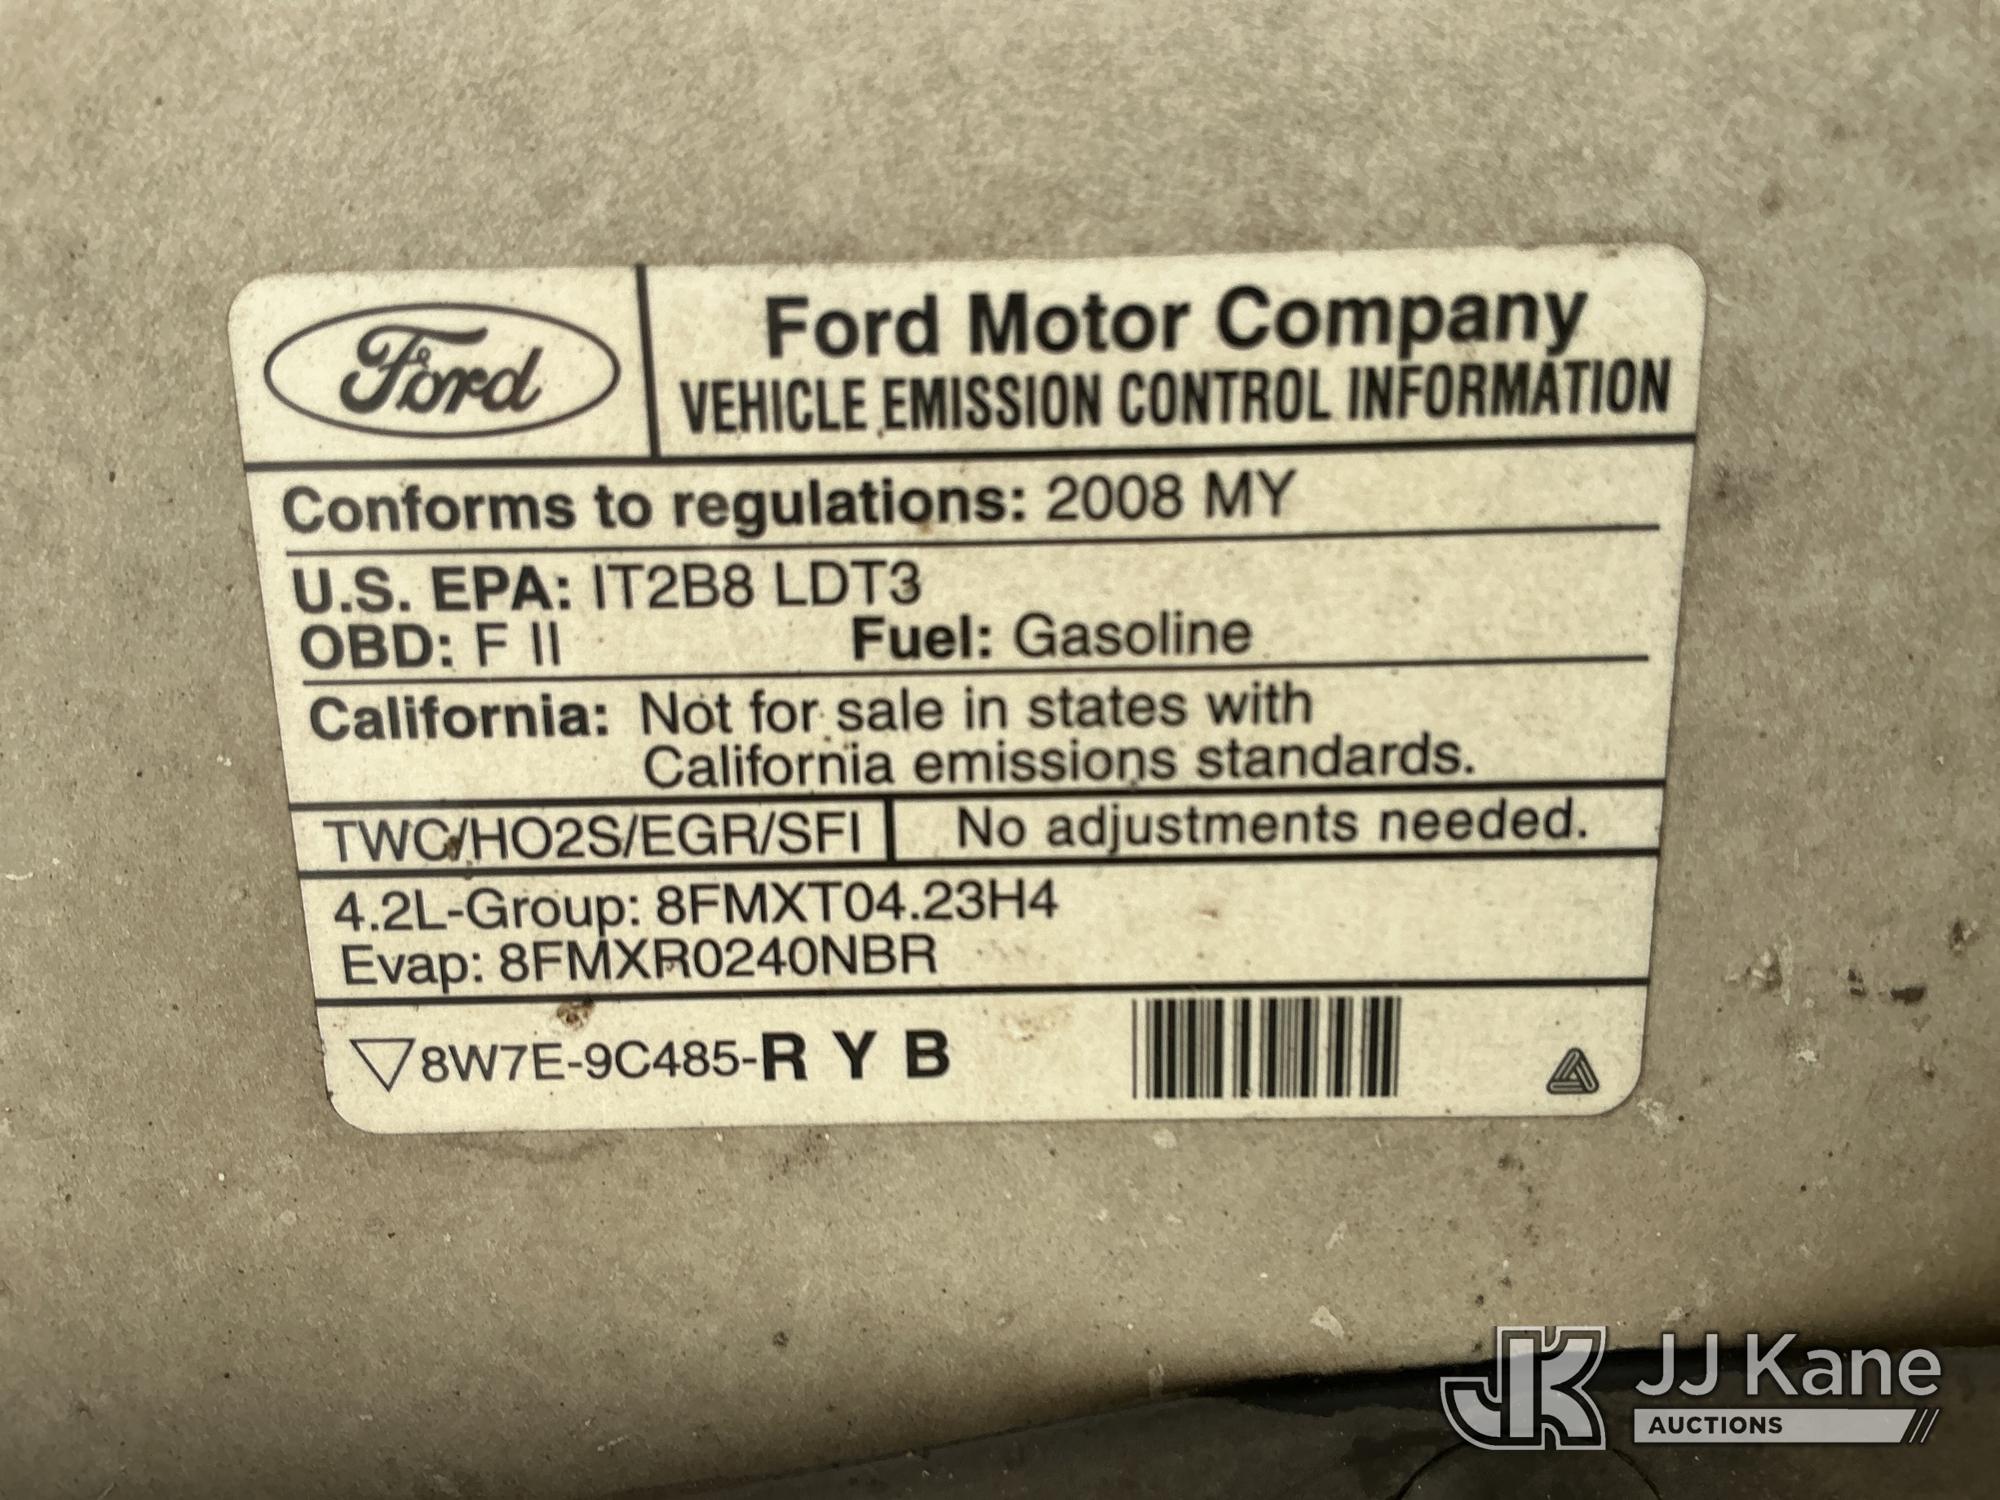 Ford
Ford Motor Company
VEHICLE EMISSION CONTROL INFORMATION
Conforms to regulations: 2008 MY
U.S. EPA: IT2B8 LDT3
OBD: F II Fuel: Gasoline
California: Not for sale in states with
California emissions standards.
TWC/HO2S/EGR/SFI No adjustments needed.
4.2L-Group: 8FMXT04.23H4
Evap: 8FMXR0240NBR
8W7E-9C485-R Y B
JK JJ Kane
AUCTIONS